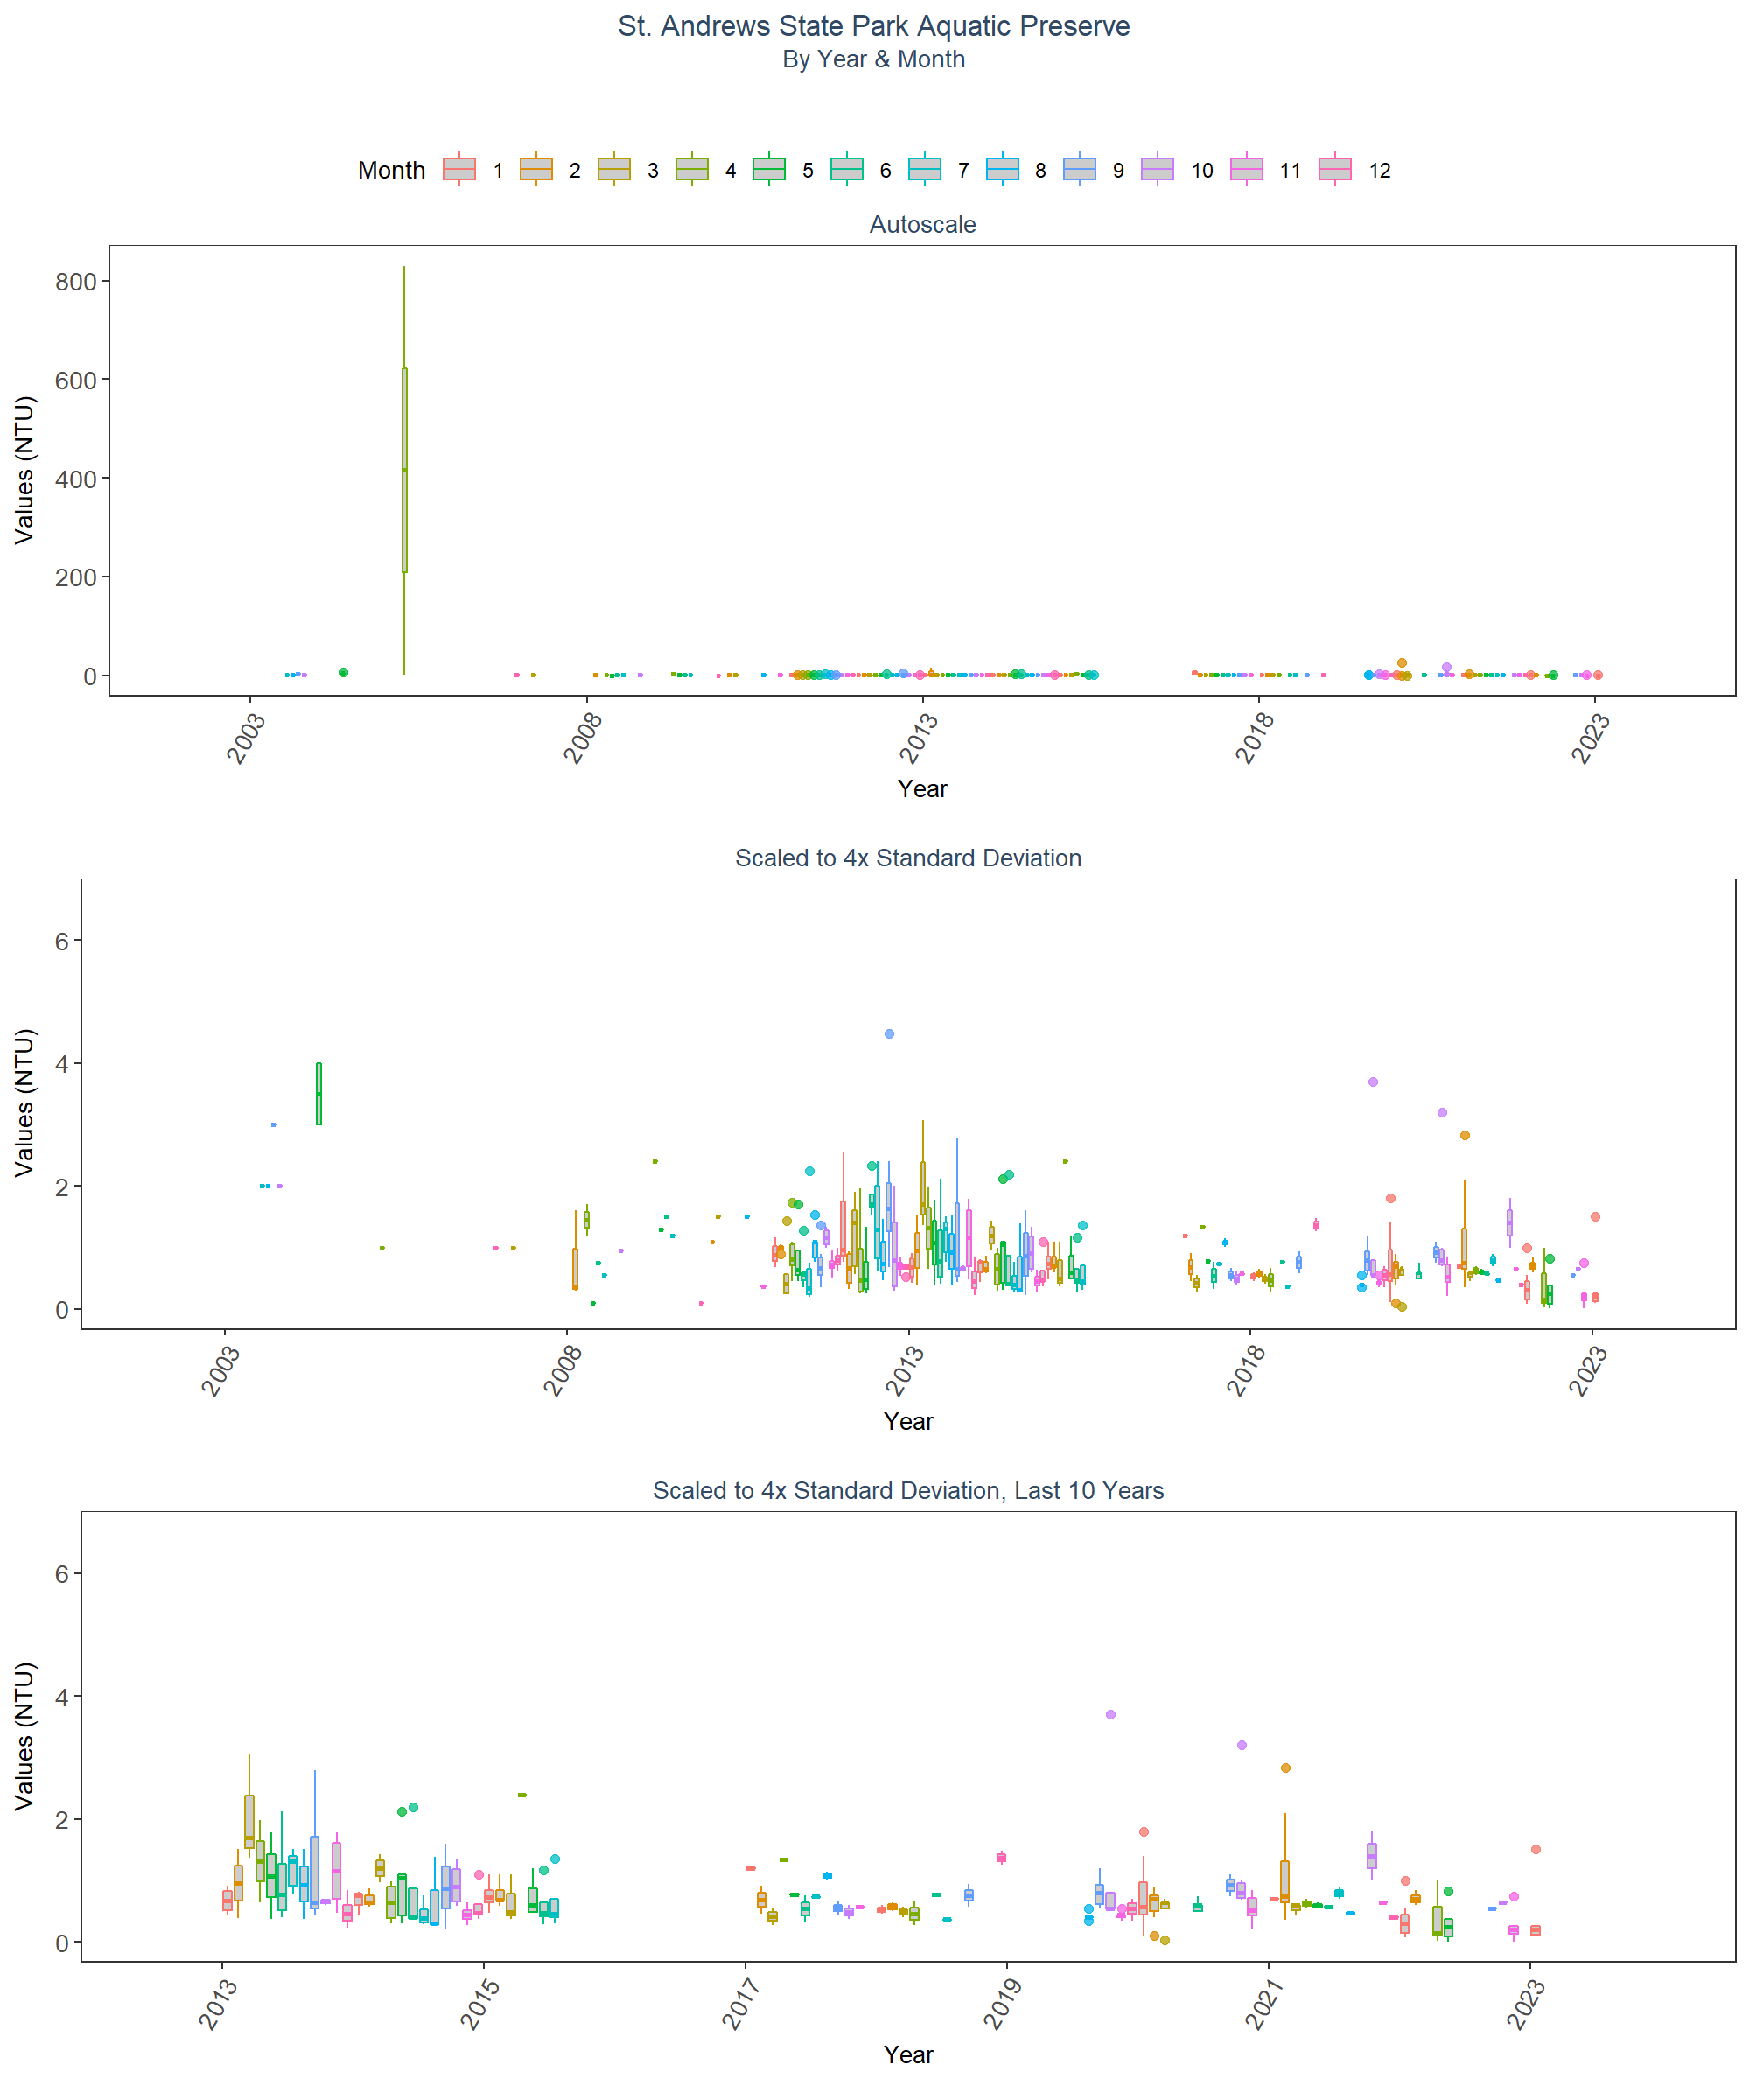 St. Andrews State Park Aquatic Preserve
By Year & Month
Month 1 2 3 4 5 6 7 8 9 10 11 12
Autoscale
800
600
400
200
0
Values (NTU)
2003 2008 2013 2018 2023
Year
Scaled to 4x Standard Deviation
6
4
2
0
Values (NTU)
2003 2008 2013 2018 2023
Year
Scaled to 4x Standard Deviation, Last 10 Years
6
4
2
0
Values (NTU)
2013 2015 2017 2019 2021 2023
Year